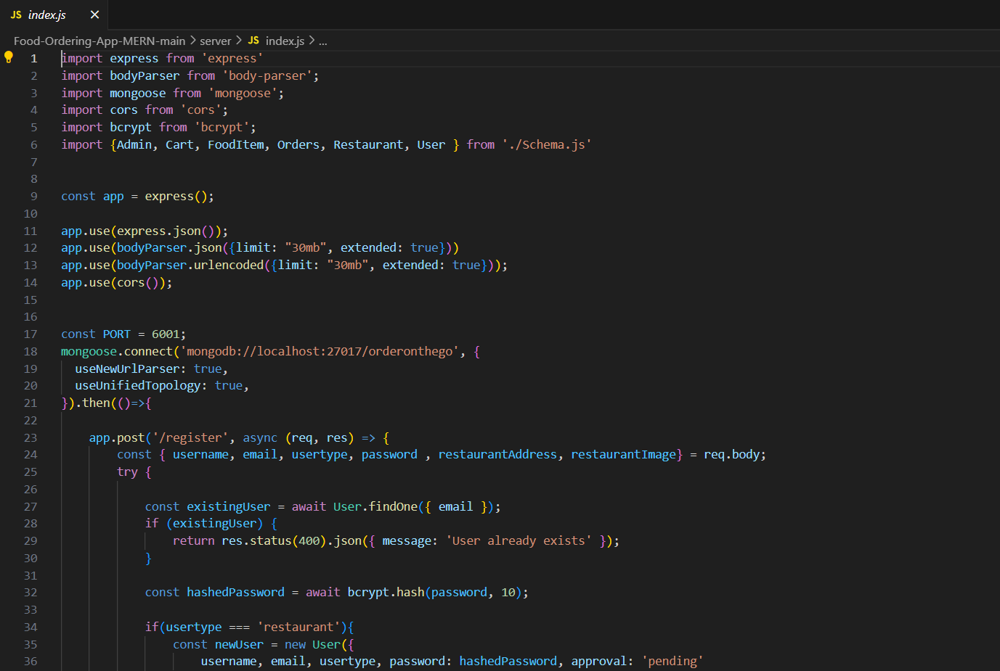 JS index.js ×
Food-Ordering-App-MERN-main > server > JS index.js > ...
1 import express from 'express'
2 import bodyParser from 'body-parser';
3 import mongoose from 'mongoose';
4 import cors from 'cors';
5 import bcrypt from 'bcrypt';
6 import {Admin, Cart, FoodItem, Orders, Restaurant, User } from './Schema.js'
7
8
9 const app = express();
10
11 app.use(express.json());
12 app.use(bodyParser.json({limit: "30mb", extended: true}))
13 app.use(bodyParser.urlencoded({limit: "30mb", extended: true}));
14 app.use(cors());
15
16
17 const PORT = 6001;
18 mongoose.connect('mongodb://localhost:27017/orderonthego', {
19 useNewUrlParser: true,
20 useUnifiedTopology: true,
21 }).then(()=>{
22
23 app.post('/register', async (req, res) => {
24 const { username, email, usertype, password , restaurantAddress, restaurantImage} = req.body;
25 try {
26
27 const existingUser = await User.findOne({ email });
28 if (existingUser) {
29 return res.status(400).json({ message: 'User already exists' });
30 }
31
32 const hashedPassword = await bcrypt.hash(password, 10);
33
34 if(usertype === 'restaurant'){
35 const newUser = new User({
36 username, email, usertype, password: hashedPassword, approval: 'pending'